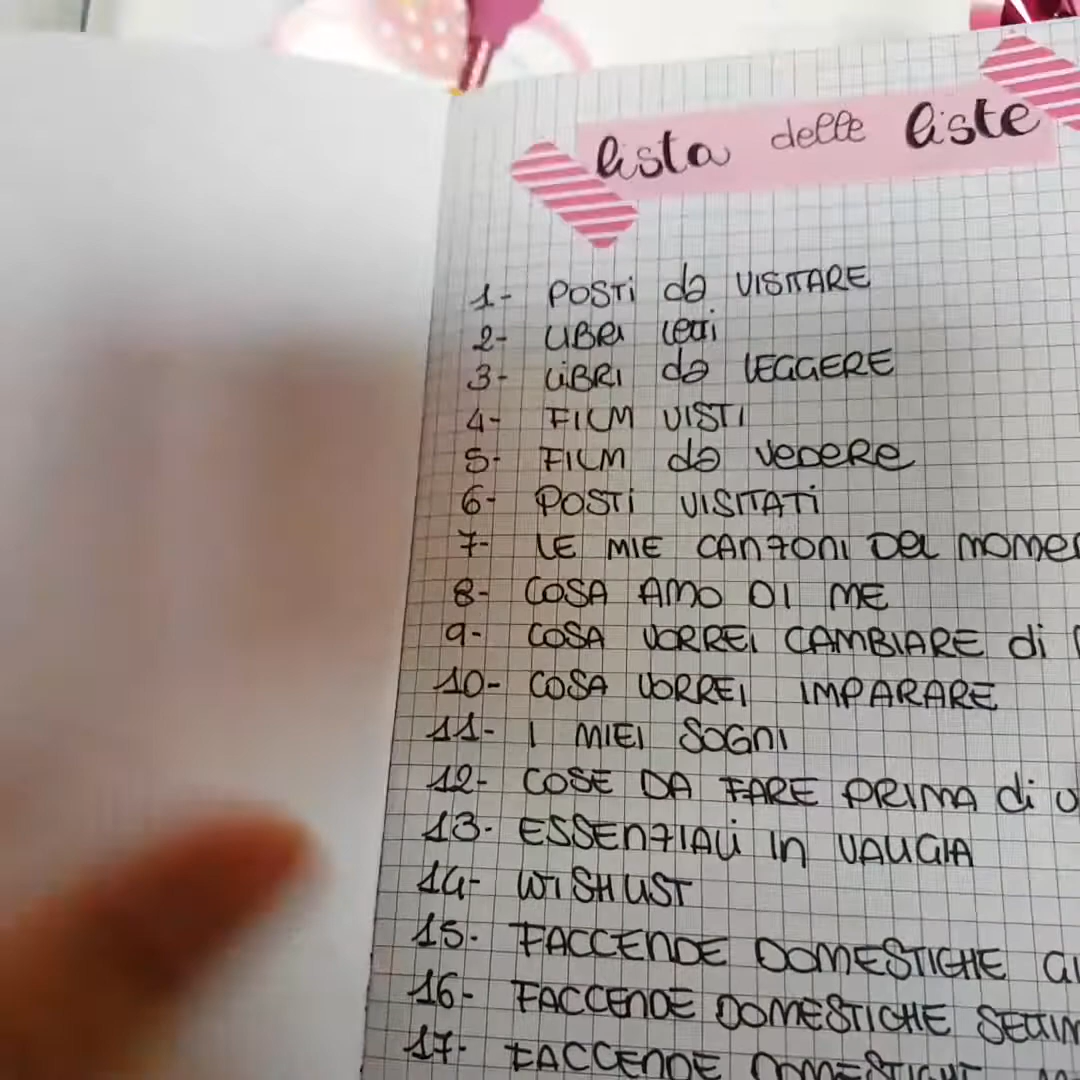 lista delle liste
1- POSTI da VISITARE
2- LIBRI letti
3- LIBRI da LEGGERE
4- FILM VISTI
5- FILM da VEDERE
6- POSTI VISITATI
7- LE MIE CANZONI DEL
8- COSA AMO DI ME
9- COSA VORREI CAMBIARE di
10- COSA VORREI IMPARARE
11- I MIEI SOGNI
12- COSE DA FARE PRIMA di
13- ESSENZIALI IN VALIGIA
14- WISHLIST
15- FACCENDE DOMESTICHE
16- FACCENDE DOMESTICHE
17- FACCENDE DOMESTICHE